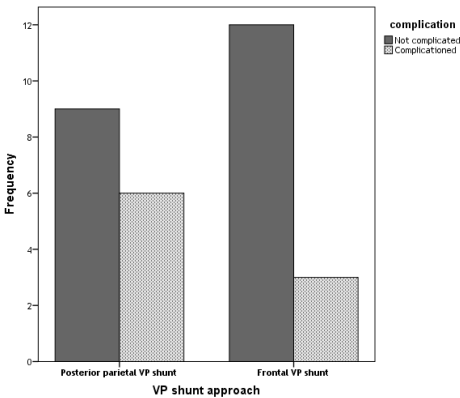 complication
Not complicated
Complicationed
Frequency
12
10
8
6
4
2
0
Posterior parietal VP shunt
Frontal VP shunt
VP shunt approach